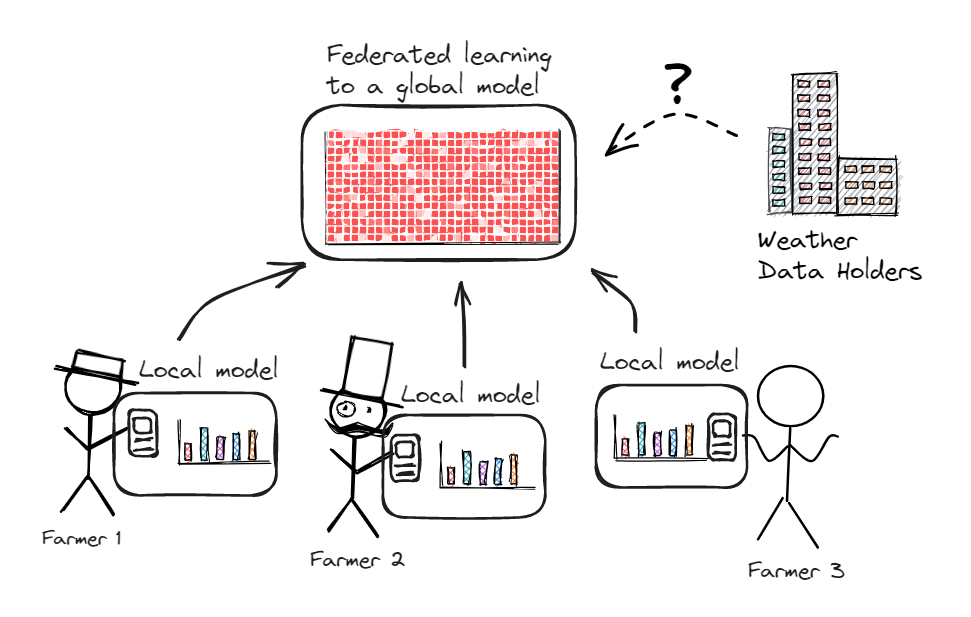 Federated learning
to a global model
?
Weather
Data Holders
Local model
Local model
Local model
Farmer 1
Farmer 2
Farmer 3